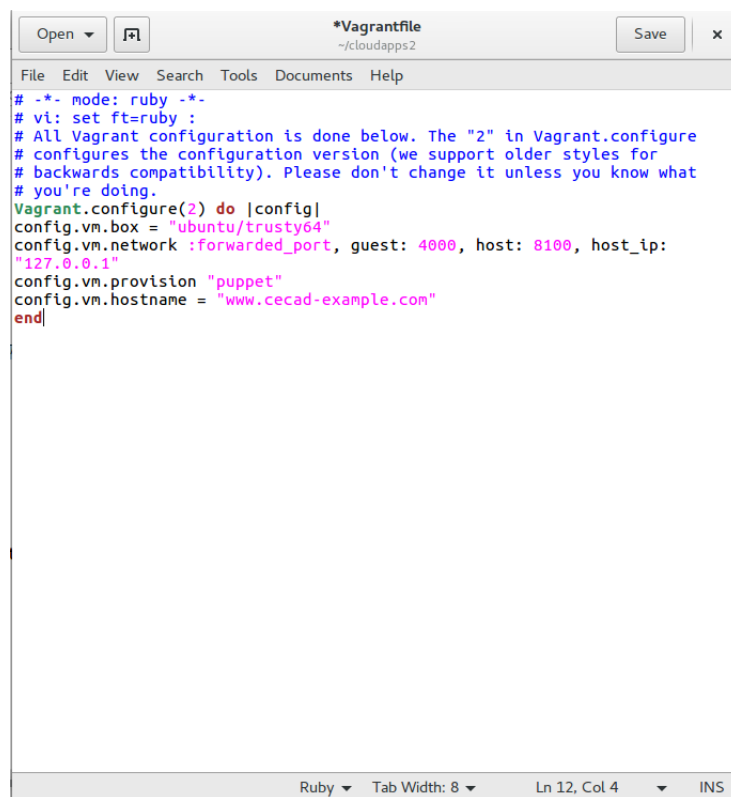 Open
*Vagrantfile
~/cloudapps2
Save
×
File Edit View Search Tools Documents Help
# -*- mode: ruby -*-
# vi: set ft=ruby :
# All Vagrant configuration is done below. The "2" in Vagrant.configure
# configures the configuration version (we support older styles for
# backwards compatibility). Please don't change it unless you know what
# you're doing.
Vagrant.configure(2) do |config|
config.vm.box = "ubuntu/trusty64"
config.vm.network :forwarded_port, guest: 4000, host: 8100, host_ip:
"127.0.0.1"
config.vm.provision "puppet"
config.vm.hostname = "www.cecad-example.com"
end
Ruby Tab Width: 8 Ln 12, Col 4 INS